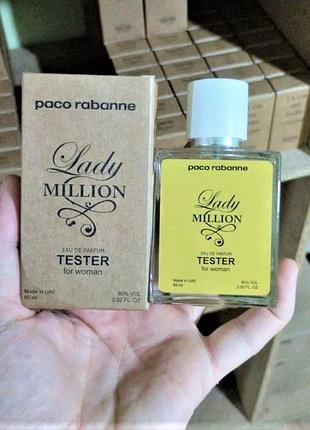 paco rabanne
Lady
MILLION
EAU DE PARFUM
TESTER
for woman
Made in UAE
60 ml
80% VOL
2.02 FL. OZ
paco rabanne
Lady
MILLION
EAU DE PARFUM
TESTER
for woman
Made in UAE
60 ml
80% VOL
2.02 FL. OZ